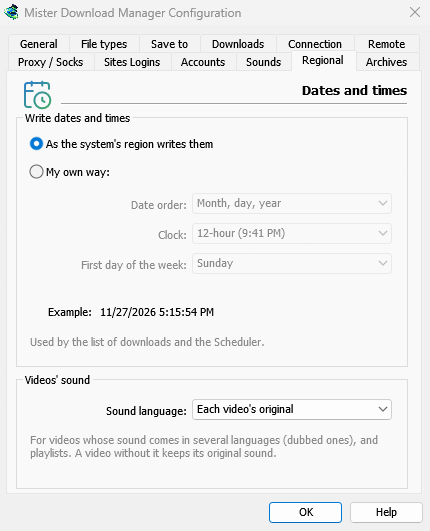 Mister Download Manager Configuration
General File types Save to Downloads Connection Remote
Proxy / Socks Sites Logins Accounts Sounds Regional Archives
Dates and times
Write dates and times
As the system's region writes them
My own way:
Date order: Month, day, year
Clock: 12-hour (9:41 PM)
First day of the week: Sunday
Example: 11/27/2026 5:15:54 PM
Used by the list of downloads and the Scheduler.
Videos' sound
Sound language: Each video's original
For videos whose sound comes in several languages (dubbed ones), and
playlists. A video without it keeps its original sound.
OK Help